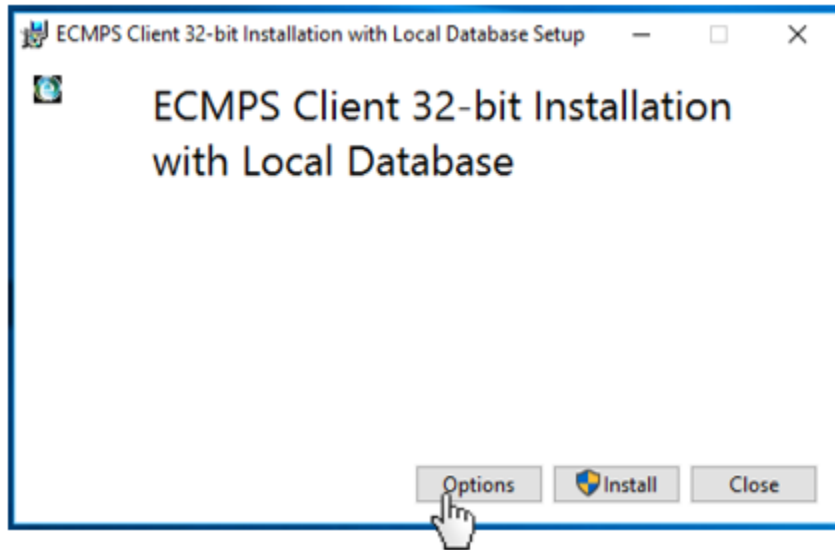 ECMPS Client 32-bit Installation with Local Database Setup
ECMPS Client 32-bit Installation
with Local Database
Options Install Close